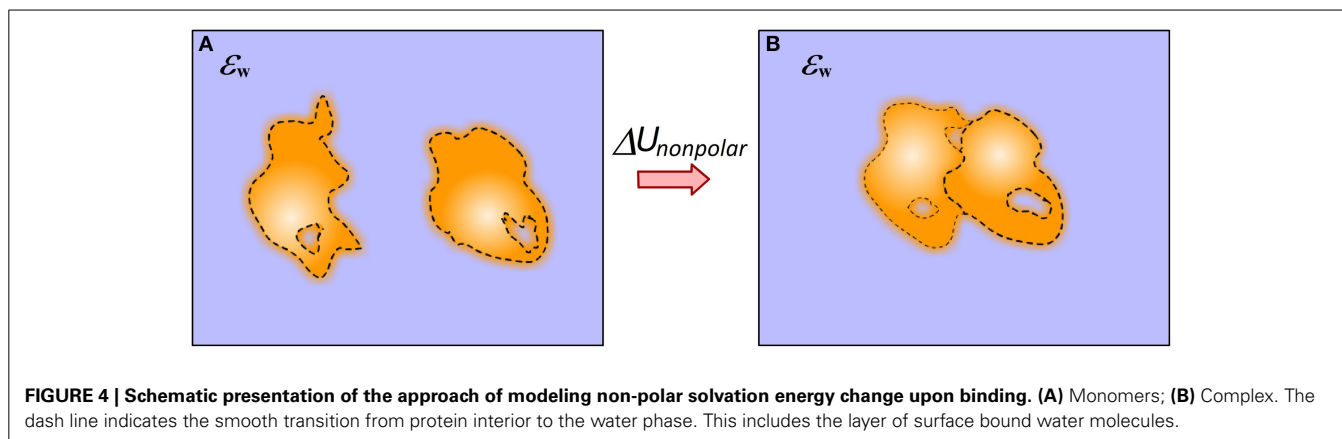 A
ℰw
ΔUnonpolar
B
ℰw
FIGURE 4 | Schematic presentation of the approach of modeling non-polar solvation energy change upon binding. (A) Monomers; (B) Complex. The
dash line indicates the smooth transition from protein interior to the water phase. This includes the layer of surface bound water molecules.